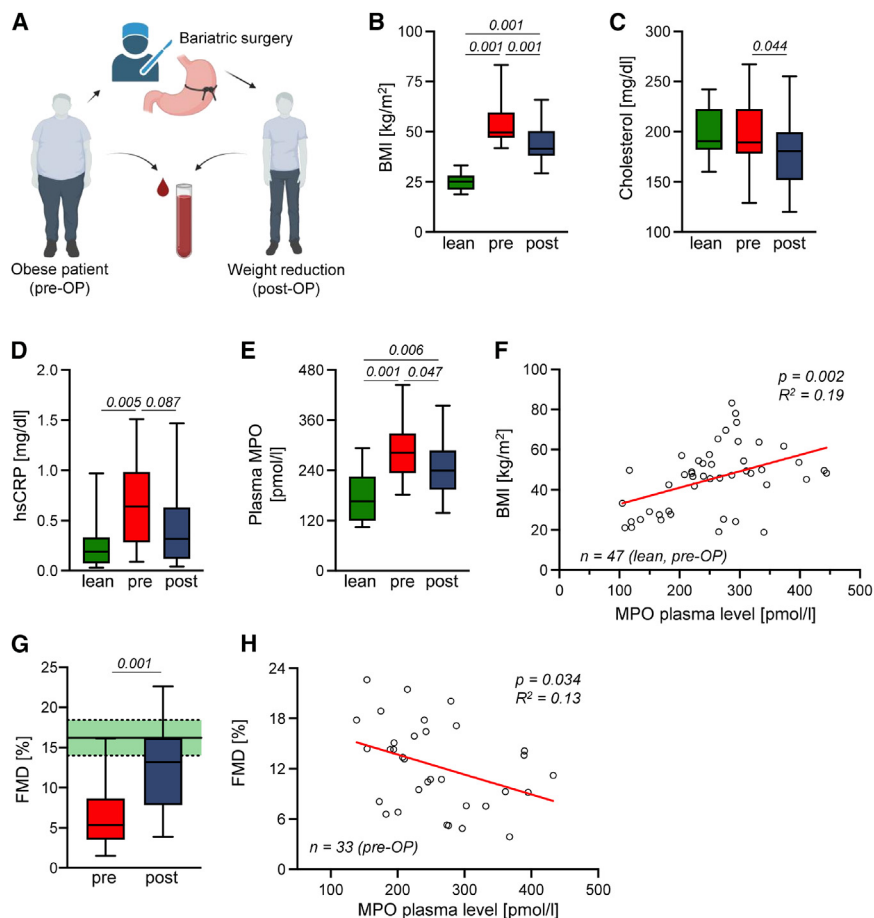 A
Bariatric surgery
Obese patient
(pre-OP)
Weight reduction
(post-OP)
B
0.001
0.001 0.001
100
75
50
25
0
BMI [kg/m²]
lean pre post
C
0.044
300
250
200
150
100
Cholesterol [mg/dl]
lean pre post
D
0.005 0.087
2.0
1.5
1.0
0.5
0.0
hsCRP [mg/dl]
lean pre post
E
0.006
0.001 0.047
480
360
240
120
0
Plasma MPO
[pmol/l]
lean pre post
F
p = 0.002
R² = 0.19
100
80
60
40
20
0
BMI [kg/m²]
n = 47 (lean, pre-OP)
0 100 200 300 400 500
MPO plasma level [pmol/l]
G
0.001
25
20
15
10
5
0
FMD [%]
pre post
H
p = 0.034
R² = 0.13
24
18
12
6
0
FMD [%]
n = 33 (pre-OP)
100 200 300 400 500
MPO plasma level [pmol/l]